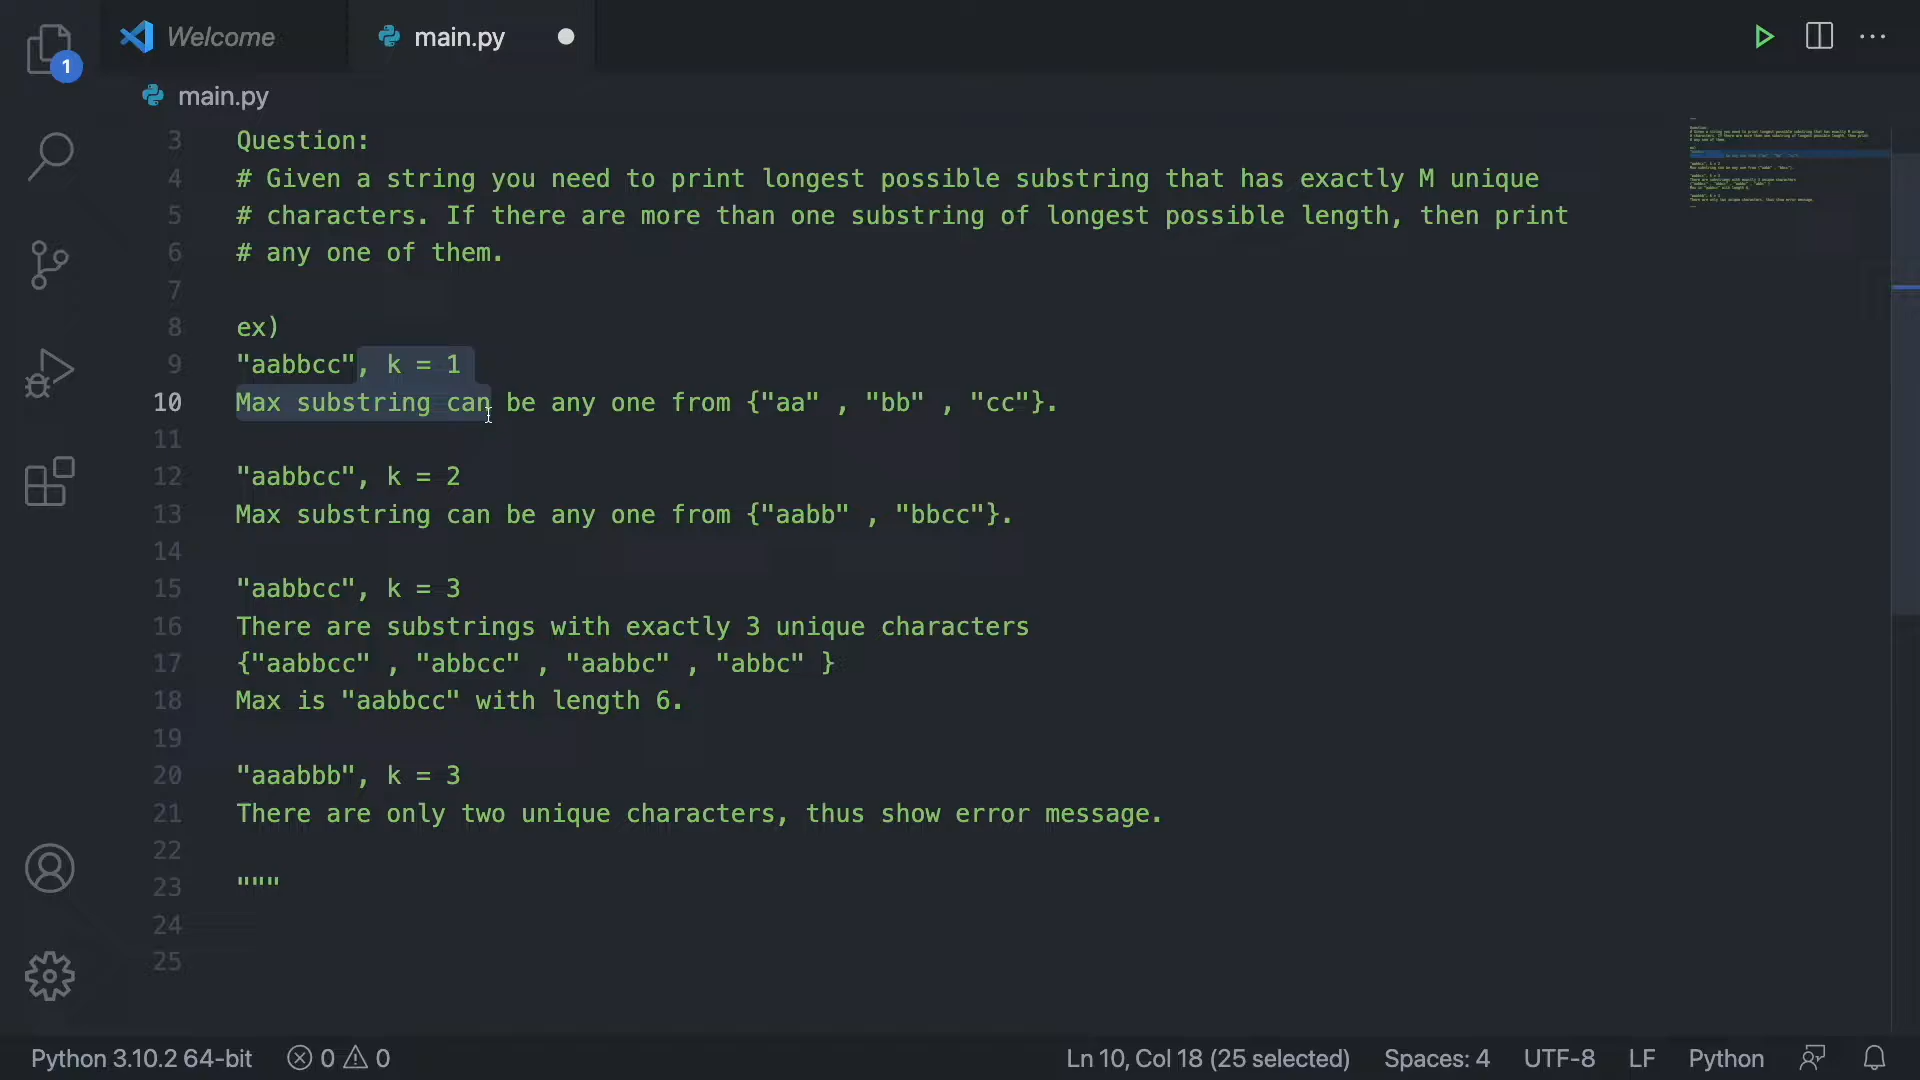 Welcome
main.py
1
main.py
3 Question:
4 # Given a string you need to print longest possible substring that has exactly M unique
5 # characters. If there are more than one substring of longest possible length, then print
6 # any one of them.
7
8 ex)
9 "aabbcc", k = 1
10 Max substring can be any one from {"aa" , "bb" , "cc"}.
11
12 "aabbcc", k = 2
13 Max substring can be any one from {"aabb" , "bbcc"}.
14
15 "aabbcc", k = 3
16 There are substrings with exactly 3 unique characters
17 {"aabbcc" , "abbcc" , "aabbc" , "abbc" }
18 Max is "aabbcc" with length 6.
19
20 "aaabbb", k = 3
21 There are only two unique characters, thus show error message.
22
23 """
24
25
Python 3.10.2 64-bit 0 0 Ln 10, Col 18 (25 selected) Spaces: 4 UTF-8 LF Python